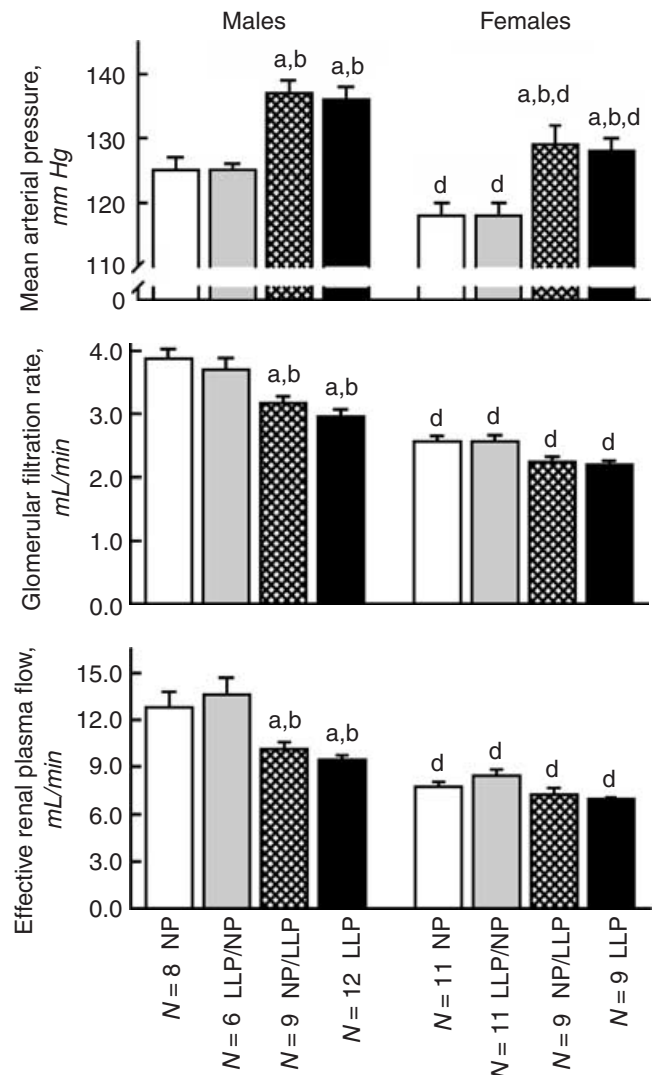 Males Females
Mean arterial pressure,
mm Hg
140
130
120
110
0
a,b a,b
d d a,b,d a,b,d
Glomerular filtration rate,
mL/min
4.0
3.0
2.0
1.0
0.0
a,b a,b
d d d d
Effective renal plasma flow,
mL/min
15.0
12.0
9.0
6.0
3.0
0.0
a,b a,b
d d d d
N = 8 NP
N = 6 LLP/NP
N = 9 NP/LLP
N = 12 LLP
N = 11 NP
N = 11 LLP/NP
N = 9 NP/LLP
N = 9 LLP